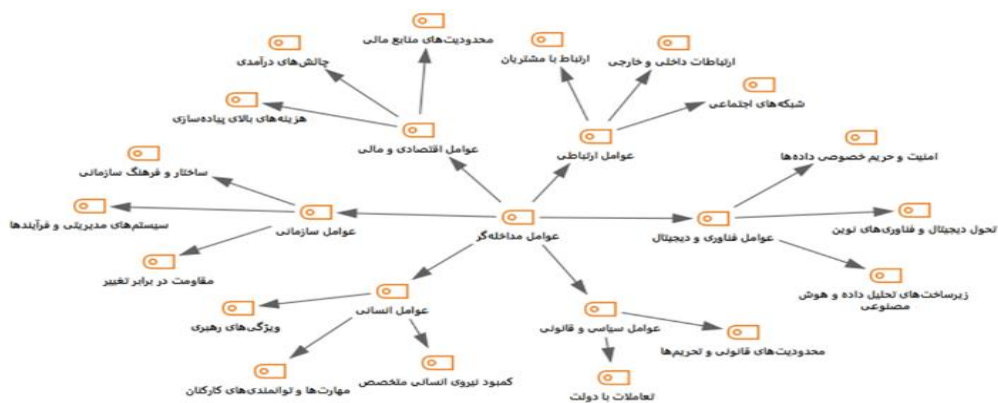 محدودیت‌های منابع مالی
چالش‌های درآمدی
هزینه‌های بالای پیاده‌سازی
عوامل اقتصادی و مالی
ارتباط با مشتریان
ارتباطات داخلی و خارجی
شبکه‌های اجتماعی
عوامل ارتباطی
امنیت و حریم خصوصی داده‌ها
تحول دیجیتال و فناوری‌های نوین
عوامل فناوری و دیجیتال
زیرساخت‌های تحلیل داده و هوش
مصنوعی
عوامل مداخله‌گر
ساختار و فرهنگ سازمانی
سیستم‌های مدیریتی و فرآیندها
عوامل سازمانی
مقاومت در برابر تغییر
عوامل انسانی
ویژگی‌های رهبری
مهارت‌ها و توانمندی‌های کارکنان
کمبود نیروی انسانی متخصص
عوامل سیاسی و قانونی
محدودیت‌های قانونی و تحریم‌ها
تعاملات با دولت